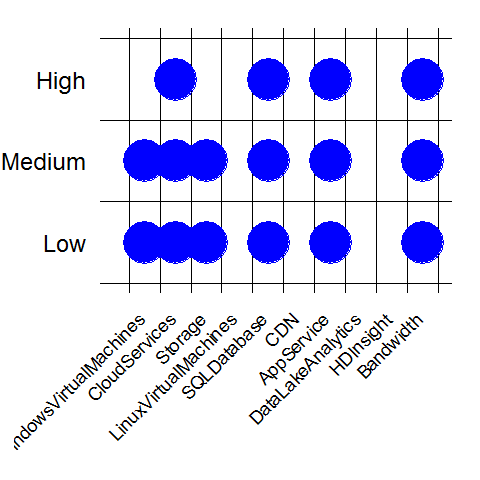 High
Medium
Low
ndowsVirtualMachines
CloudServices
Storage
LinuxVirtualMachines
SQLDatabase
CDN
AppService
DataLakeAnalytics
HDInsight
Bandwidth